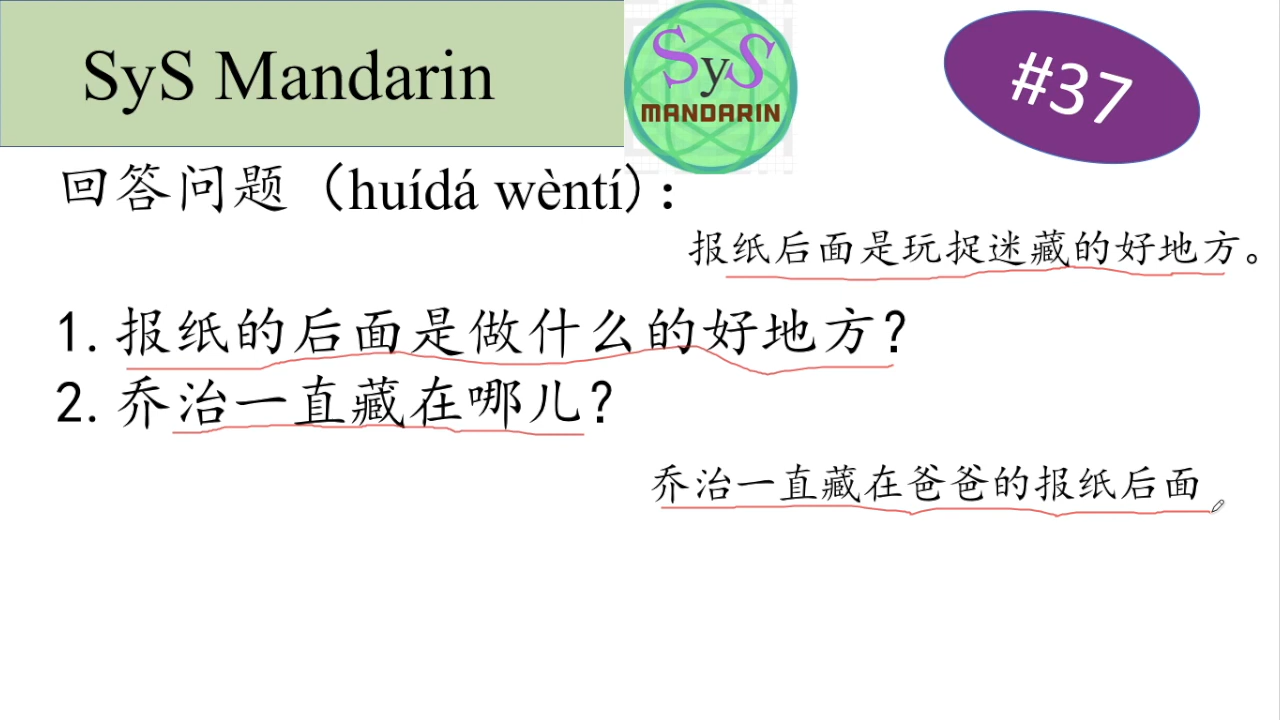 SyS Mandarin
SyS
MANDARIN
#37
回答问题（huídá wèntí）:
报纸后面是玩捉迷藏的好地方。
1.报纸的后面是做什么的好地方?
2.乔治一直藏在哪儿?
乔治一直藏在爸爸的报纸后面